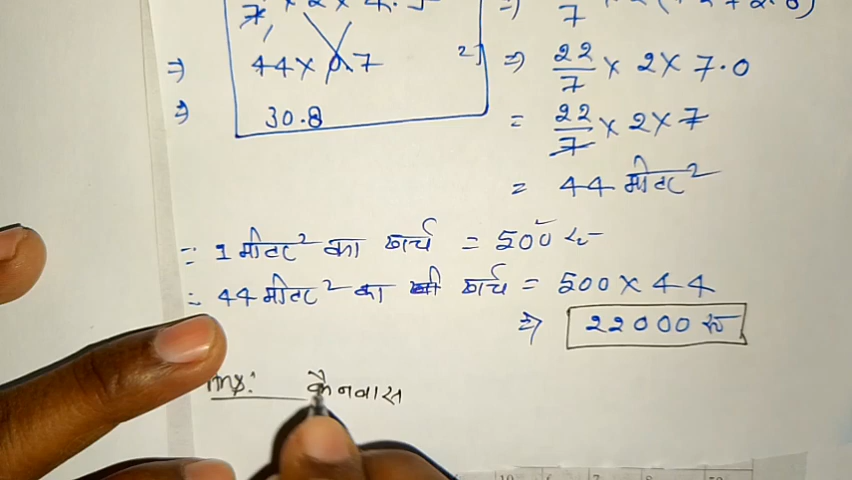 44 × 0.7
30.8
⇒ 22/7 × 2 × 7.0
= 22/7 × 2 × 7
= 44 मीटर²
∵ 1 मीटर² का खर्च = 500 रु
∴ 44 मीटर² का खर्च = 500 × 44
⇒ 22000 रु
Ans: कैनवास